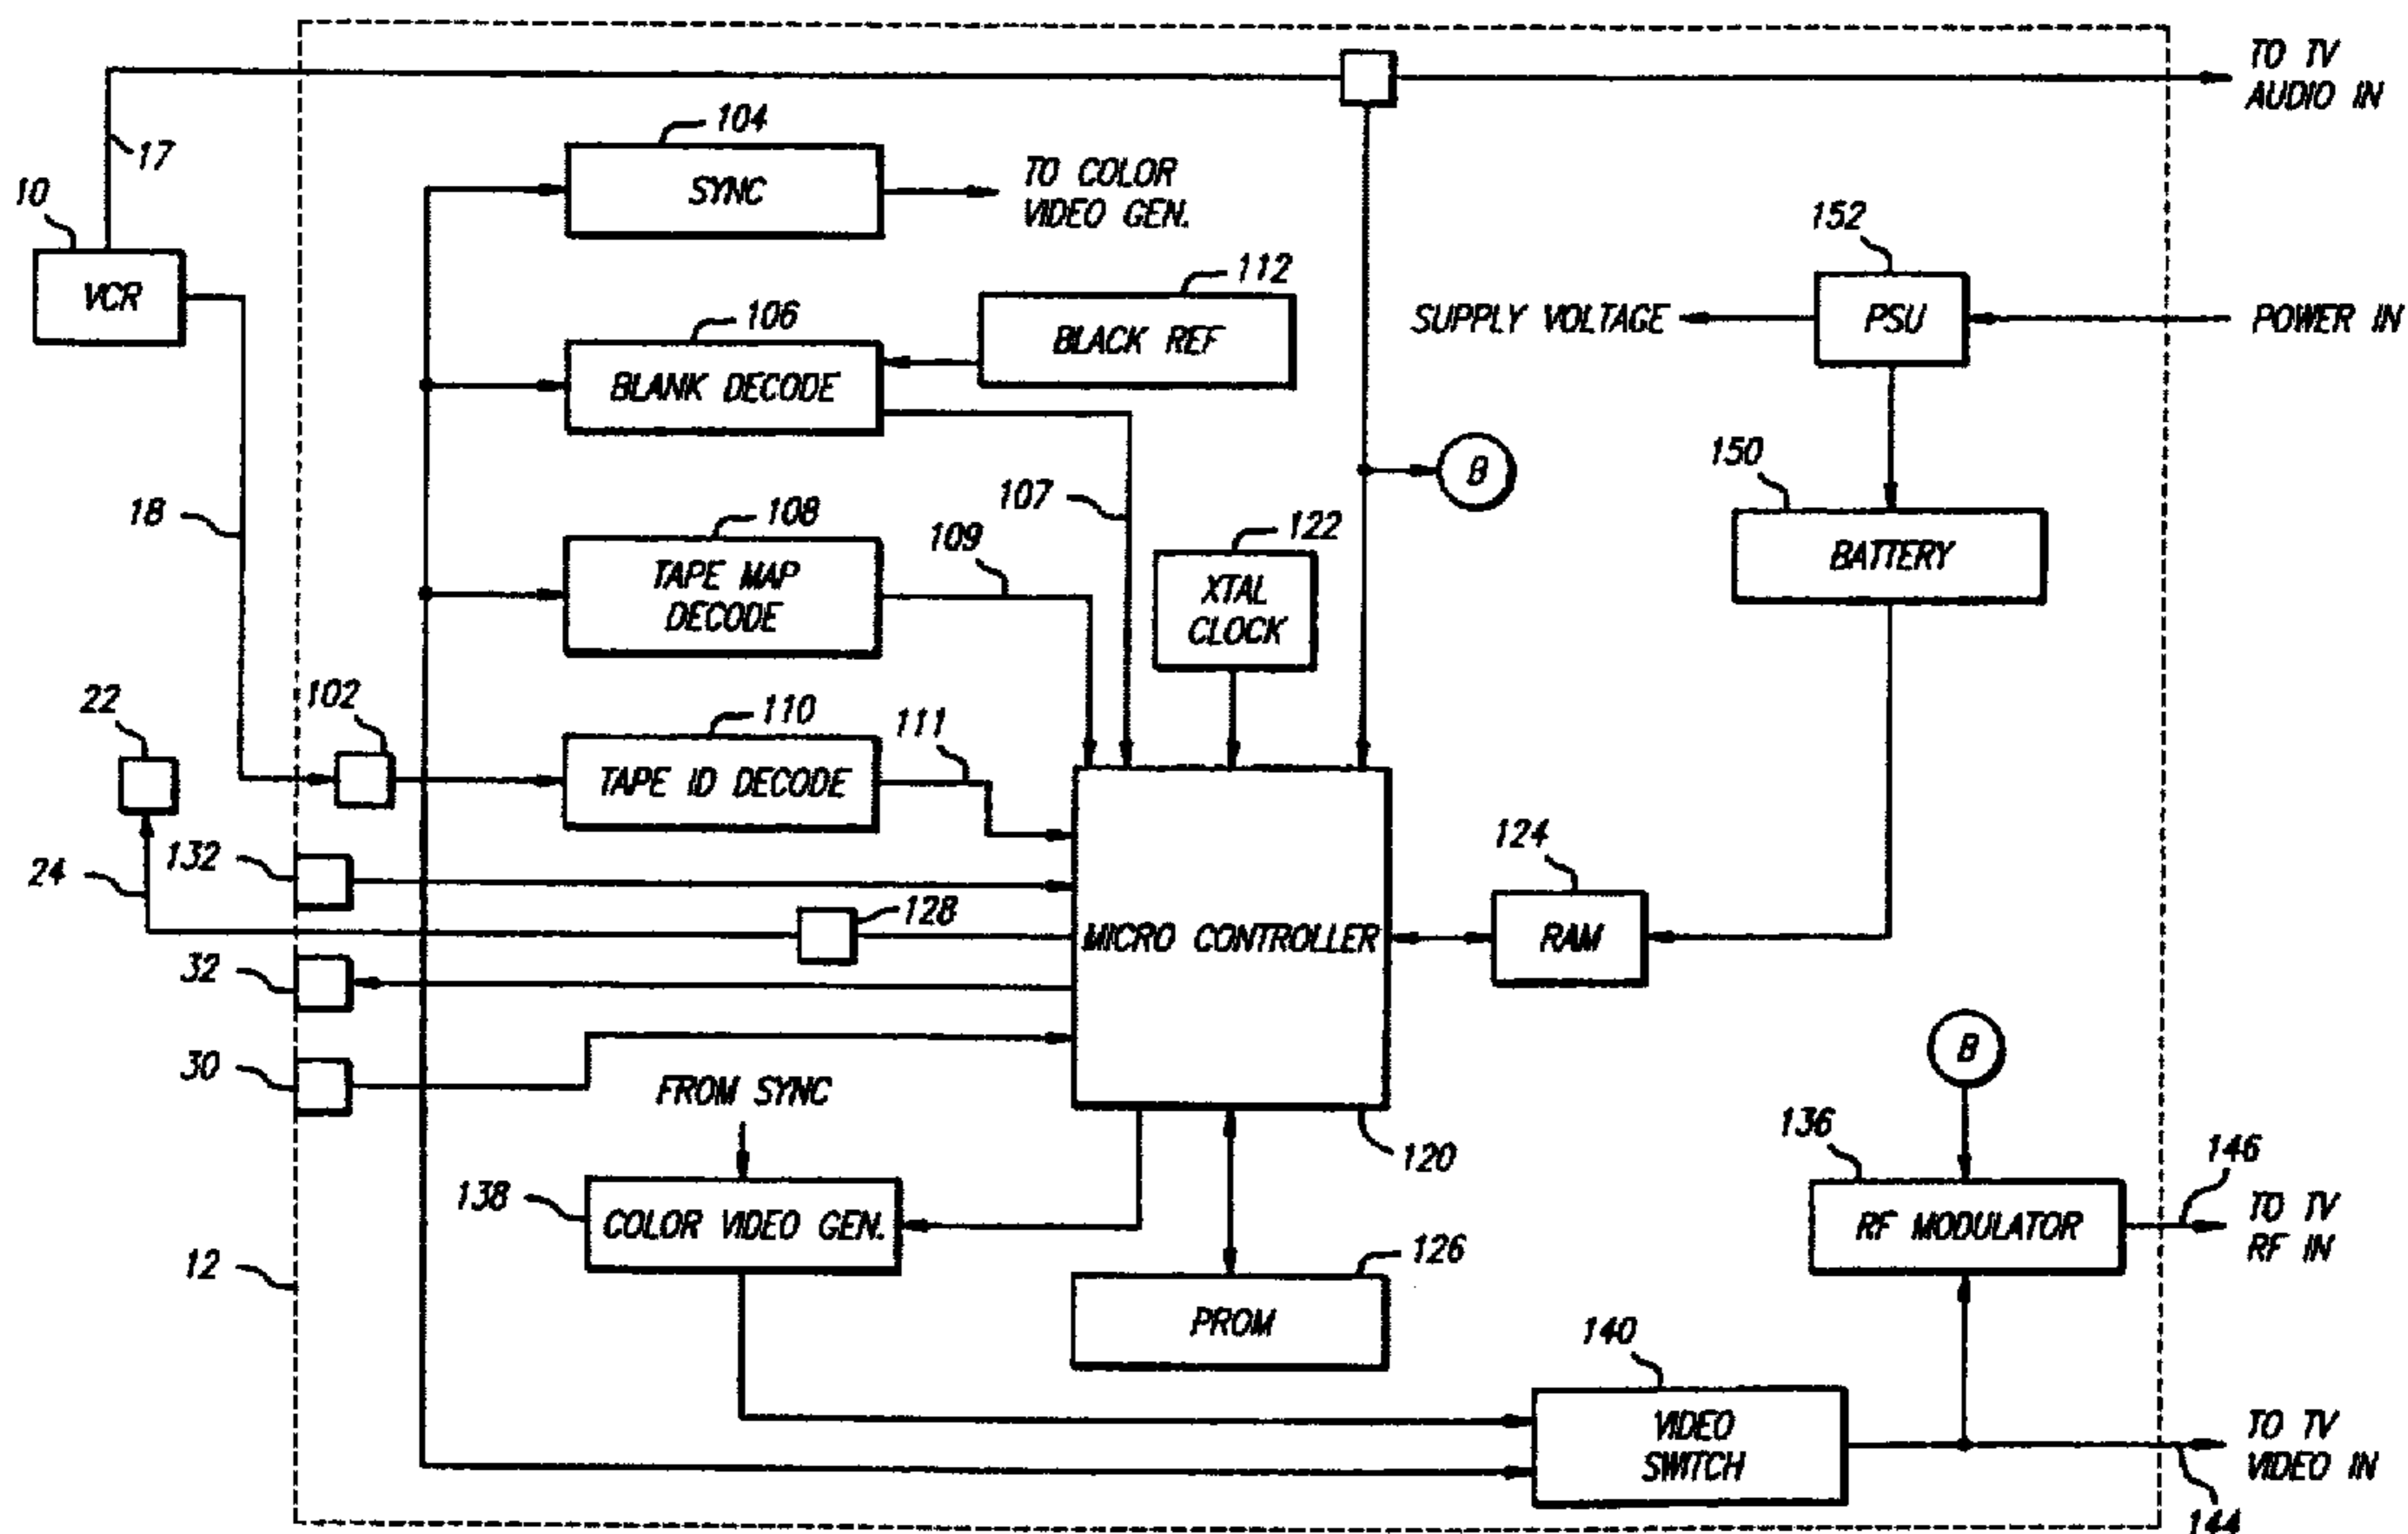 TO TV
AUDIO IN
17
104
SYNC
TO COLOR
VIDEO GEN.
10
VCR
152
112
BLACK REF
106
BLANK DECODE
SUPPLY VOLTAGE
PSU
POWER IN
B
150
BATTERY
18
107
108
TAPE MAP
DECODE
109
122
XTAL
CLOCK
22
102
110
TAPE ID DECODE
111
132
24
128
124
MICRO CONTROLLER
RAM
32
30
FROM SYNC
B
120
136
RF MODULATOR
146
TO TV
RF IN
138
COLOR VIDEO GEN.
12
126
PROM
140
VIDEO
SWITCH
TO TV
VIDEO IN
144